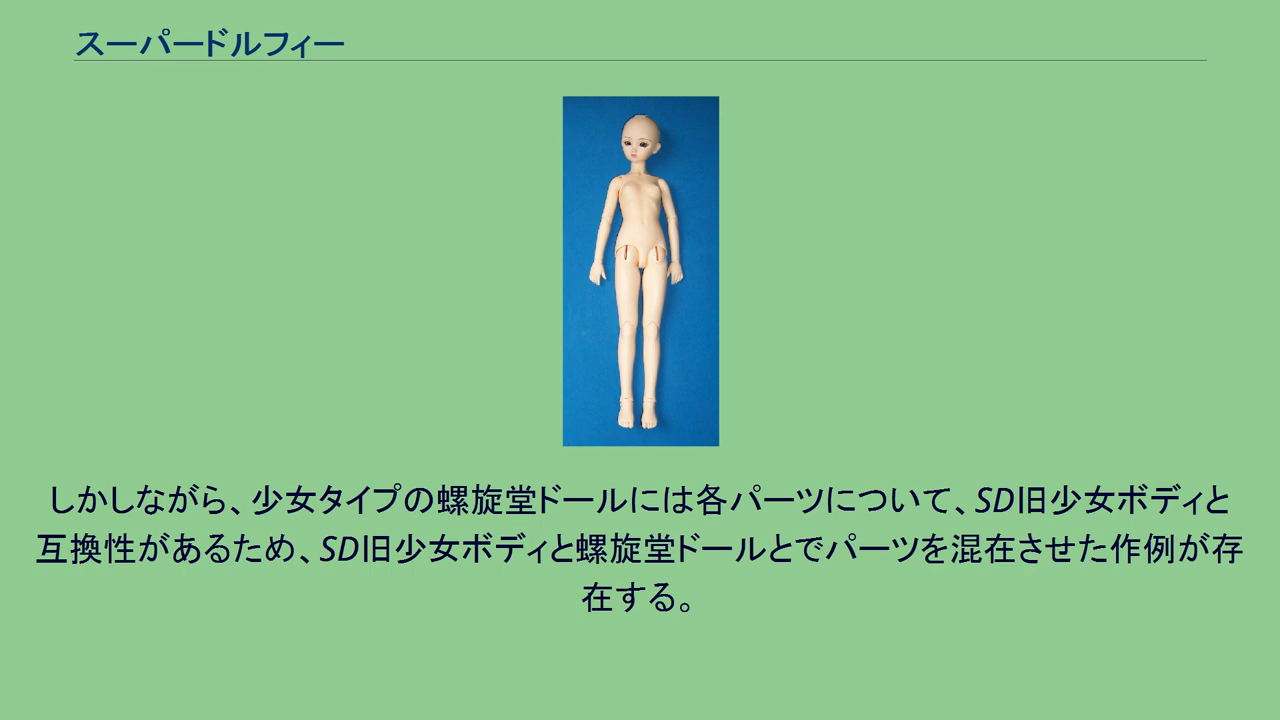 スーパードルフィー
しかしながら、少女タイプの螺旋堂ドールには各パーツについて、SD旧少女ボディと
互換性があるため、SD旧少女ボディと螺旋堂ドールとでパーツを混在させた作例が存
在する。